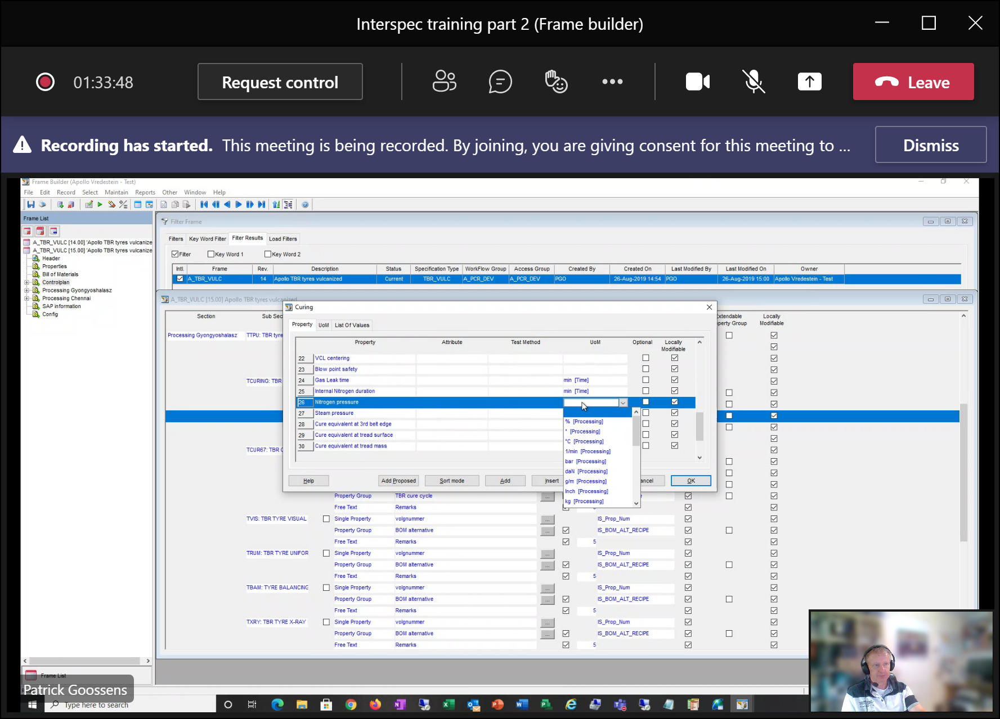 Interspec training part 2 (Frame builder)
01:33:48
Request control
Leave
Recording has started. This meeting is being recorded. By joining, you are giving consent for this meeting to ...
Dismiss
Frame Builder (Apollo Vredestein - Test)
File Edit Record Select Maintain Reports Other Window Help
Frame List
A_TBR_VULC [14.00] 'Apollo TBR tyres vulcanize
A_TBR_VULC [15.00] 'Apollo TBR tyres vulcanize
Header
Properties
Bill of Materials
Controlplan
Processing Gyongyoshalasz
Processing Chennai
SAP information
Config
Filter Frame
Filters Key Word Filter Filter Results Load Filters
Filter Key Word 1 Key Word 2
Intl. Frame Rev. Description Status Specification Type WorkFlow Group Access Group Created By Created On Last Modified By Last Modified On Owner
A_TBR_VULC 14 Apollo TBR tyres vulcanized Current TBR_VULC A_PCR_DEV A_PCR_DEV PGO 26-Aug-2019 14:54 PGO 26-Aug-2019 15:00 Apollo Vredestein - Test
A_TBR_VULC [15.00] Apollo TBR tyres vulcanized
Section Sub Sec
Extendable
perty Group
Locally
Modifiable
Processing Gyongyoshalasz TTPU: TBR tyre
TCURING: TBR
TCUR67: TBR C
Curing
Property UoM List Of Values
Property Attribute Test Method UoM Optional Locally
Modifiable
22 VCL centering
23 Blow point safety
24 Gas Leak time min [Time]
25 Internal Nitrogen duration min [Time]
26 Nitrogen pressure
27 Steam pressure
28 Cure equivalent at 3rd belt edge
29 Cure equivalent at tread surface
30 Cure equivalent at tread mass
% [Processing]
° [Processing]
°C [Processing]
1/min [Processing]
bar [Processing]
daN [Processing]
g/m [Processing]
Inch [Processing]
kg [Processing]
Help Add Proposed Sort mode Add Insert ancel OK
Property Group TBR cure cycle ...
Free Text Remarks
TVIS: TBR TYRE VISUAL Single Property volgnummer ... IS_Prop_Num
Property Group BOM alternative ... IS_BOM_ALT_RECIPE
Free Text Remarks 5
TRUM: TBR TYRE UNIFOR Single Property volgnummer ... IS_Prop_Num
Property Group BOM alternative ... IS_BOM_ALT_RECIPE
Free Text Remarks 5
TBAM: TYRE BALANCING Single Property volgnummer ... IS_Prop_Num
Property Group BOM alternative ... IS_BOM_ALT_RECIPE
Free Text Remarks 5
TXRY: TBR TYRE X-RAY Single Property volgnummer ... IS_Prop_Num
Property Group BOM alternative ... IS_BOM_ALT_RECIPE
Free Text Remarks 5
Frame List
Patrick Goossens
Type here to search